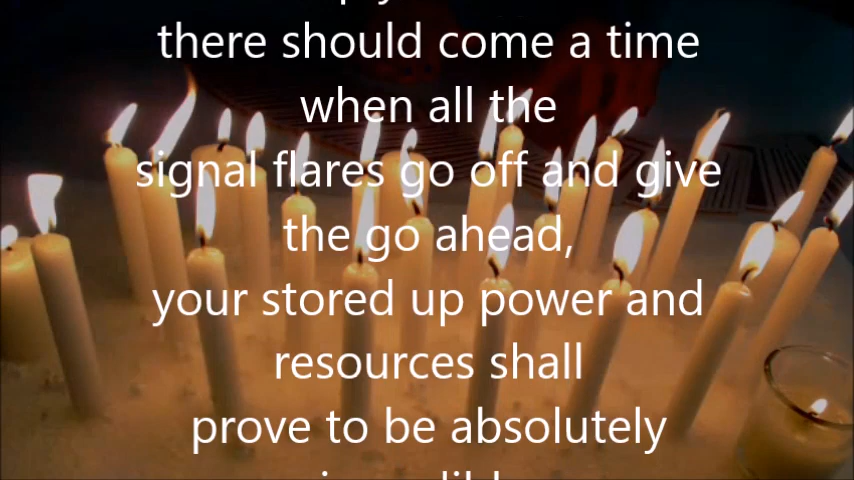 there should come a time
when all the
signal flares go off and give
the go ahead,
your stored up power and
resources shall
prove to be absolutely